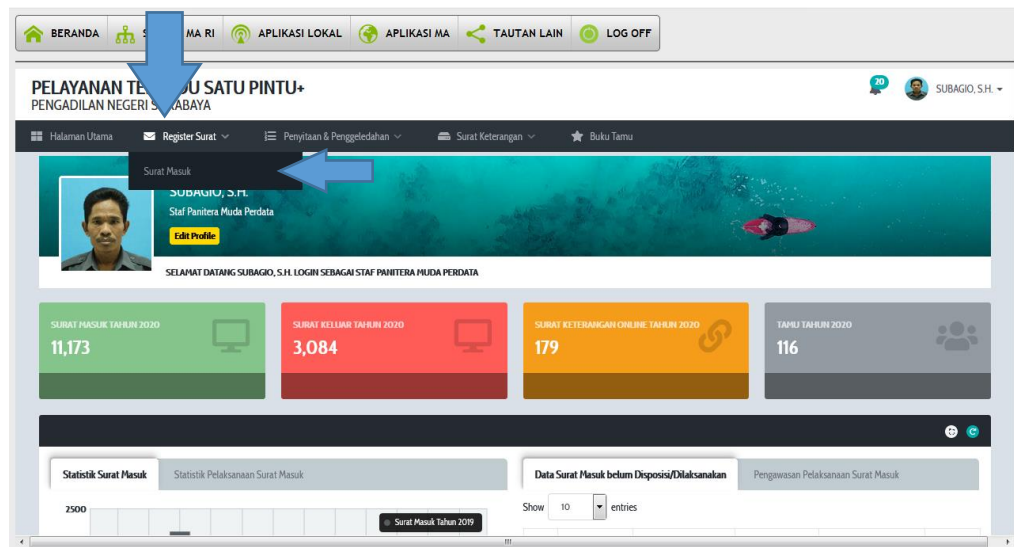 BERANDA
S
MA RI
APLIKASI LOKAL
APLIKASI MA
TAUTAN LAIN
LOG OFF
PELAYANAN TE
DU SATU PINTU+
PENGADILAN NEGERI S
RABAYA
20
SUBAGIO, S.H.
Halaman Utama
Register Surat
Penyitaan & Penggeledahan
Surat Keterangan
Buku Tamu
Surat Masuk
SUBAGIO, S.H.
Staf Panitera Muda Perdata
Edit Profile
SELAMAT DATANG SUBAGIO, S.H. LOGIN SEBAGAI STAF PANITERA MUDA PERDATA
SURAT MASUK TAHUN 2020
11,173
SURAT KELUAR TAHUN 2020
3,084
SURAT KETERANGAN ONLINE TAHUN 2020
179
TAMU TAHUN 2020
116
Statistik Surat Masuk
Statistik Pelaksanaan Surat Masuk
2500
Surat Masuk Tahun 2019
Data Surat Masuk belum Disposisi/Dilaksanakan
Pengawasan Pelaksanaan Surat Masuk
Show 10 entries